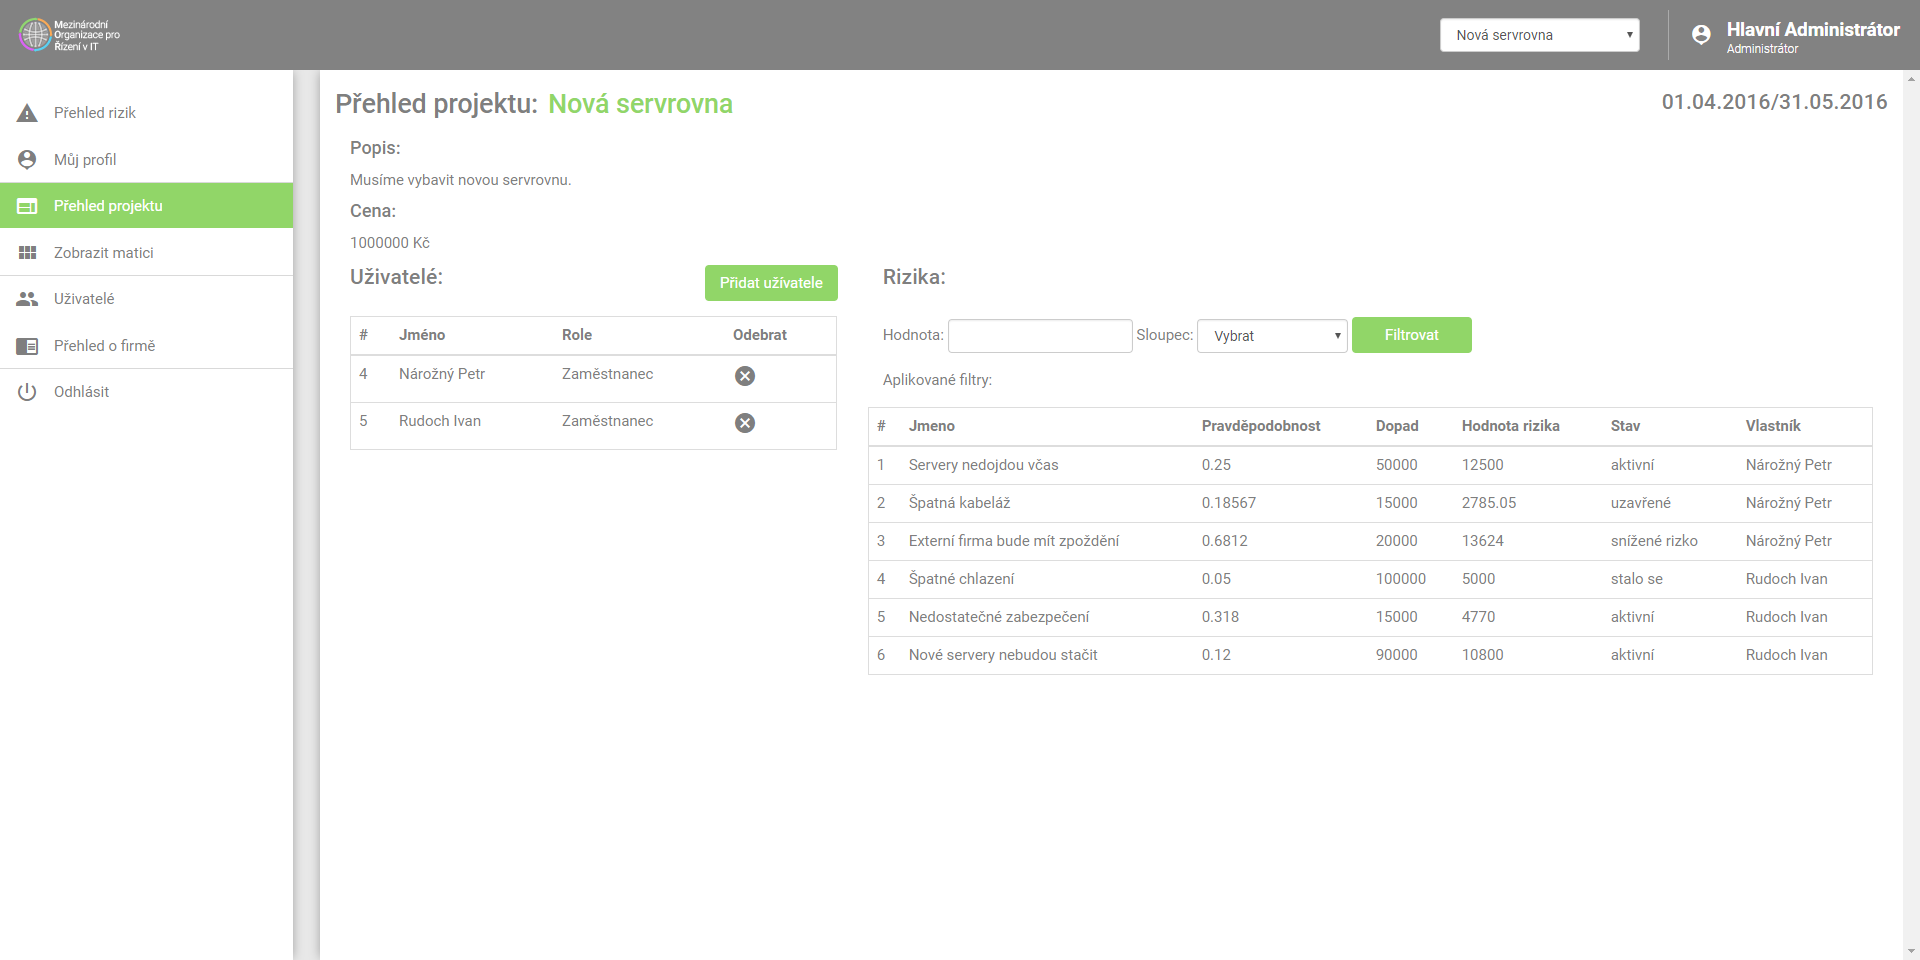 Mezinárodní
Organizace pro
Řízení v IT
Nová servrovna
Hlavní Administrátor
Administrátor
Přehled rizik
Můj profil
Přehled projektu
Zobrazit matici
Uživatelé
Přehled o firmě
Odhlásit
Přehled projektu: Nová servrovna
01.04.2016/31.05.2016
Popis:
Musíme vybavit novou servrovnu.
Cena:
1000000 Kč
Uživatelé:
Přidat užívatele
# Jméno Role Odebrat
4 Nárožný Petr Zaměstnanec
5 Rudoch Ivan Zaměstnanec
Rizika:
Hodnota: Sloupec: Vybrat Filtrovat
Aplikované filtry:
# Jmeno Pravděpodobnost Dopad Hodnota rizika Stav Vlastník
1 Servery nedojdou včas 0.25 50000 12500 aktivní Nárožný Petr
2 Špatná kabeláž 0.18567 15000 2785.05 uzavřené Nárožný Petr
3 Externí firma bude mít zpoždění 0.6812 20000 13624 snížené rizko Nárožný Petr
4 Špatné chlazení 0.05 100000 5000 stalo se Rudoch Ivan
5 Nedostatečné zabezpečení 0.318 15000 4770 aktivní Rudoch Ivan
6 Nové servery nebudou stačit 0.12 90000 10800 aktivní Rudoch Ivan